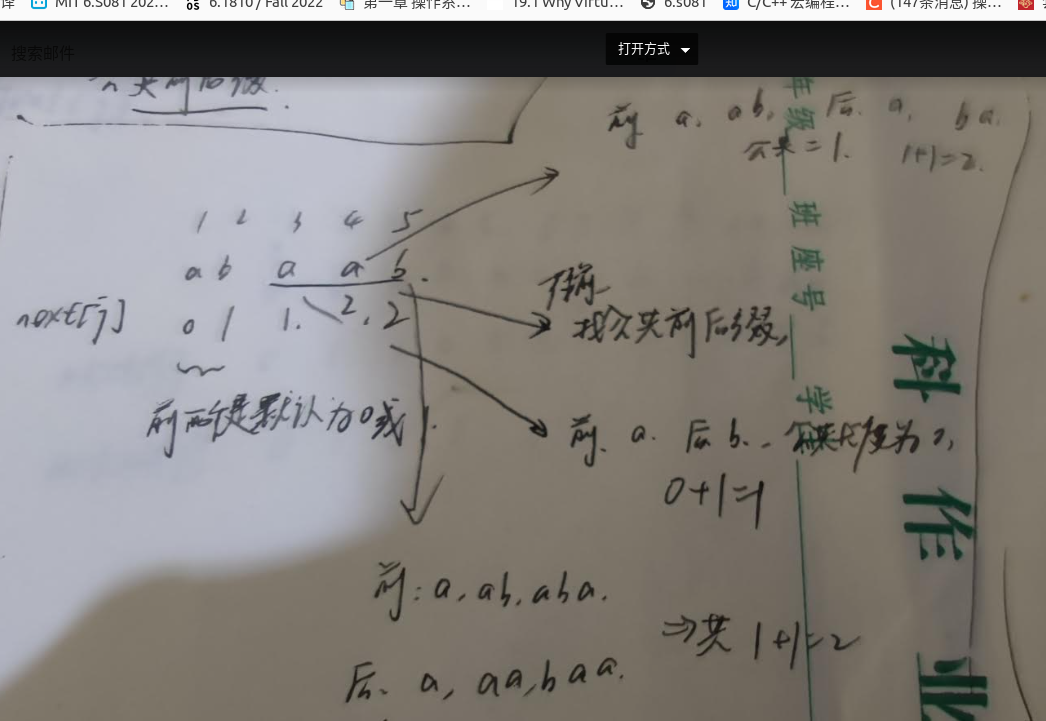 译 MIT 6.S081 202… 6.1810 / Fall 2022 第一章 操作系… 19.1 Why Virtu… 6.s081 C/C++ 宏编程… (147条消息) 操…
搜索邮件
打开方式
共前后缀.
前 a, ab, 后. a, ba.
公共=1. 1+1=2.
1 2 3 4 5
a b a a b.
next[j] 0 1 1. 2. 2
往前
找公共前后缀,
前两个是默认为0或1.
前. a. 后 b. 公共长度为0,
0+1=1
前: a, ab, aba.
⇒共 1+1=2
后. a, aa, baa.
年级
班
座号
学
科作业